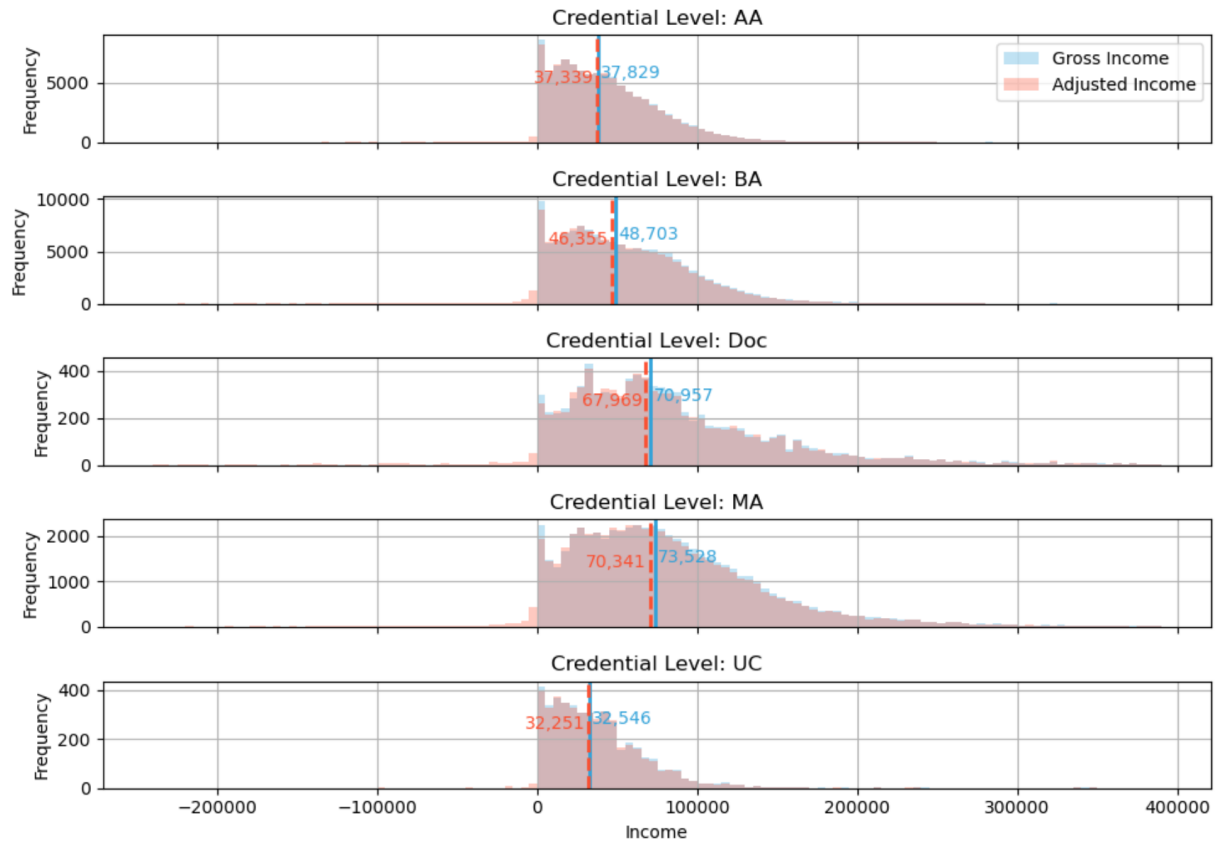 Credential Level: AA
Frequency
5000
0
37,339
37,829
Gross Income
Adjusted Income
Credential Level: BA
Frequency
10000
5000
0
46,355
48,703
Credential Level: Doc
Frequency
400
200
0
67,969
70,957
Credential Level: MA
Frequency
2000
1000
0
70,341
73,528
Credential Level: UC
Frequency
400
200
0
32,251
32,546
−200000 −100000 0 100000 200000 300000 400000
Income